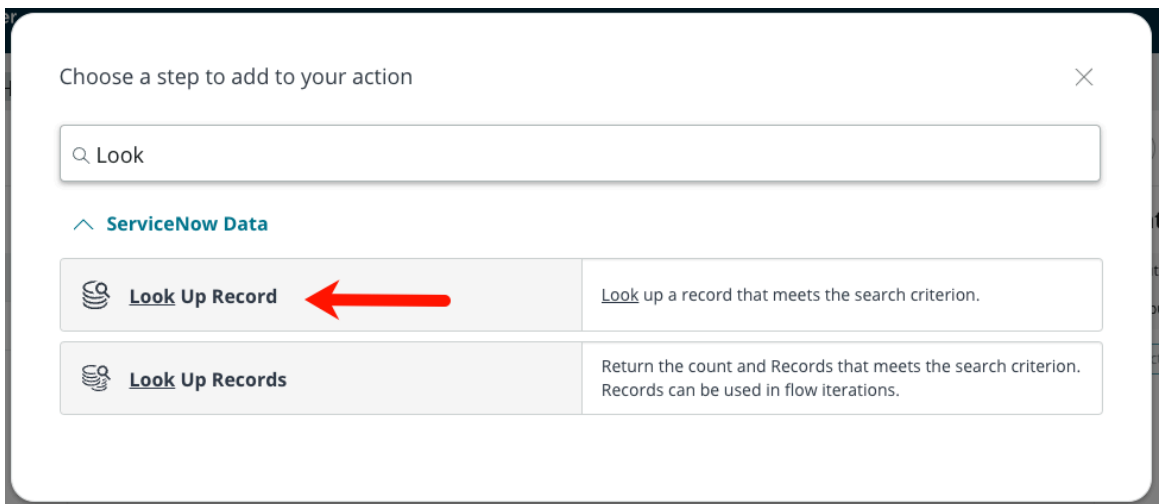 Choose a step to add to your action
Look
ServiceNow Data
Look Up Record
Look up a record that meets the search criterion.
Look Up Records
Return the count and Records that meets the search criterion.
Records can be used in flow iterations.